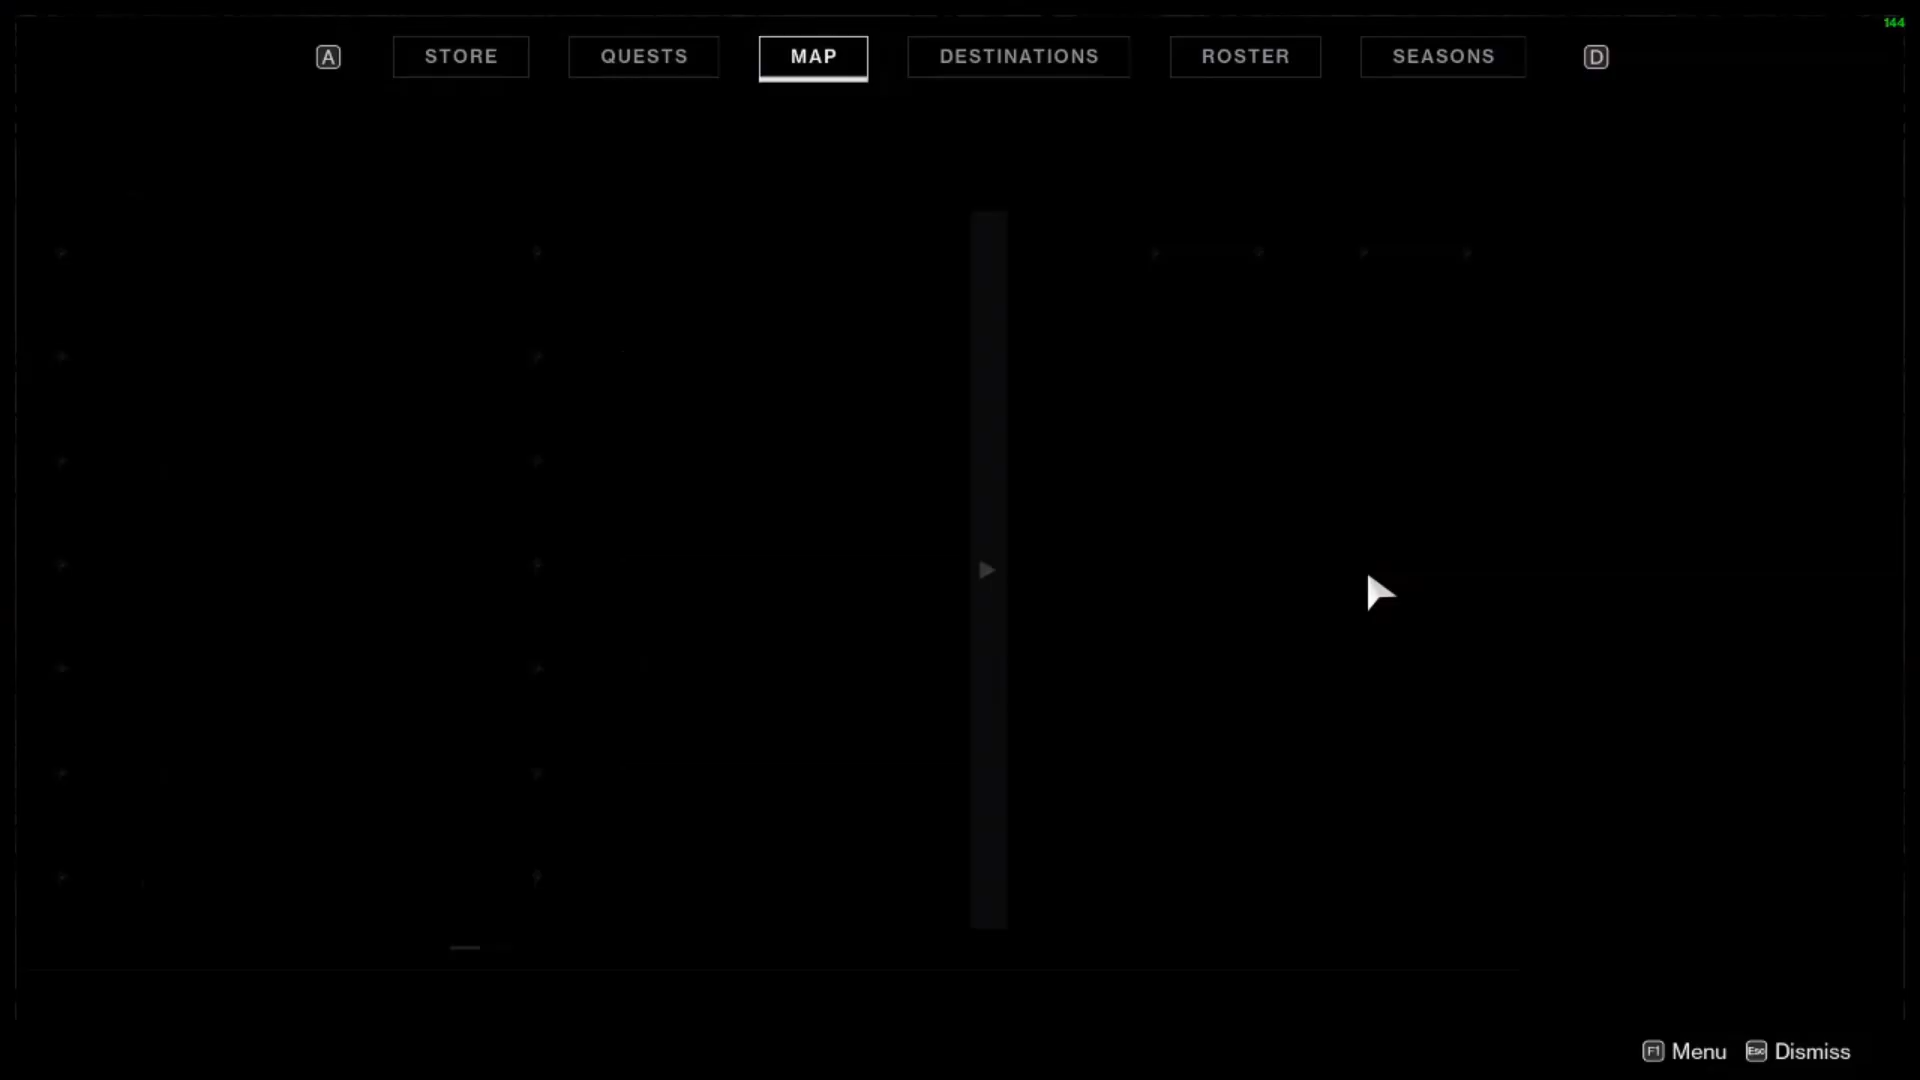 144
A STORE QUESTS MAP DESTINATIONS ROSTER SEASONS D
F1 Menu Esc Dismiss